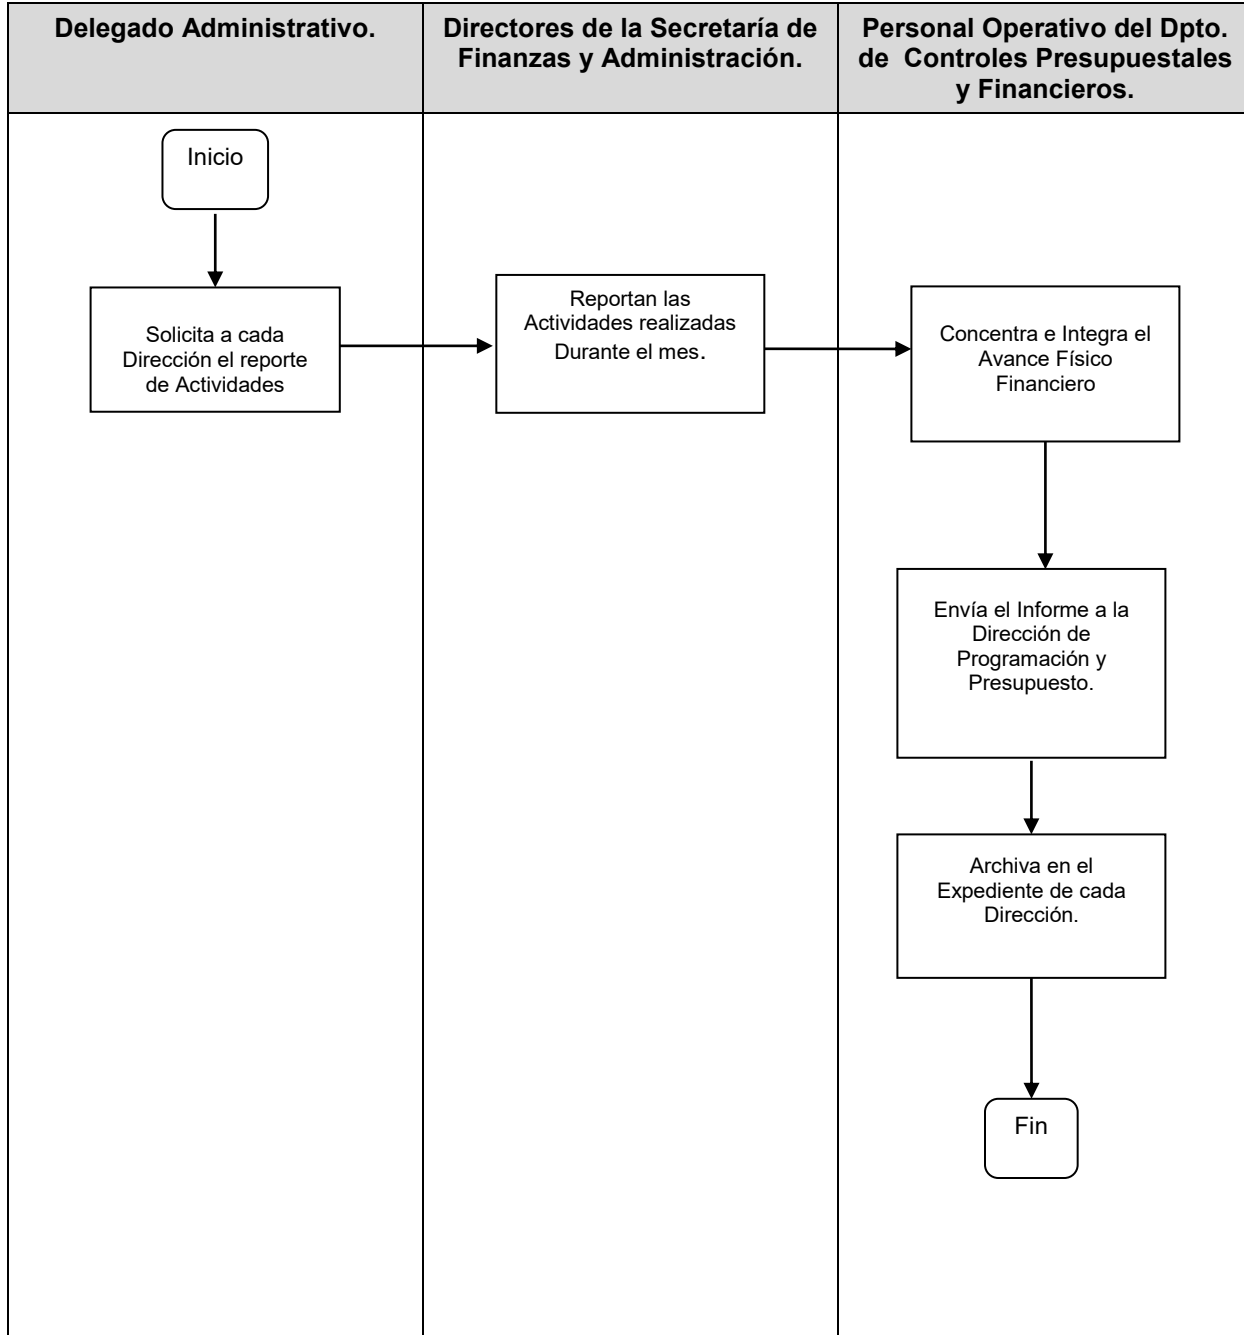 Delegado Administrativo.
Directores de la Secretaría de
Finanzas y Administración.
Personal Operativo del Dpto.
de Controles Presupuestales
y Financieros.
Inicio
Solicita a cada
Dirección el reporte
de Actividades
Reportan las
Actividades realizadas
Durante el mes.
Concentra e Integra el
Avance Físico
Financiero
Envía el Informe a la
Dirección de
Programación y
Presupuesto.
Archiva en el
Expediente de cada
Dirección.
Fin